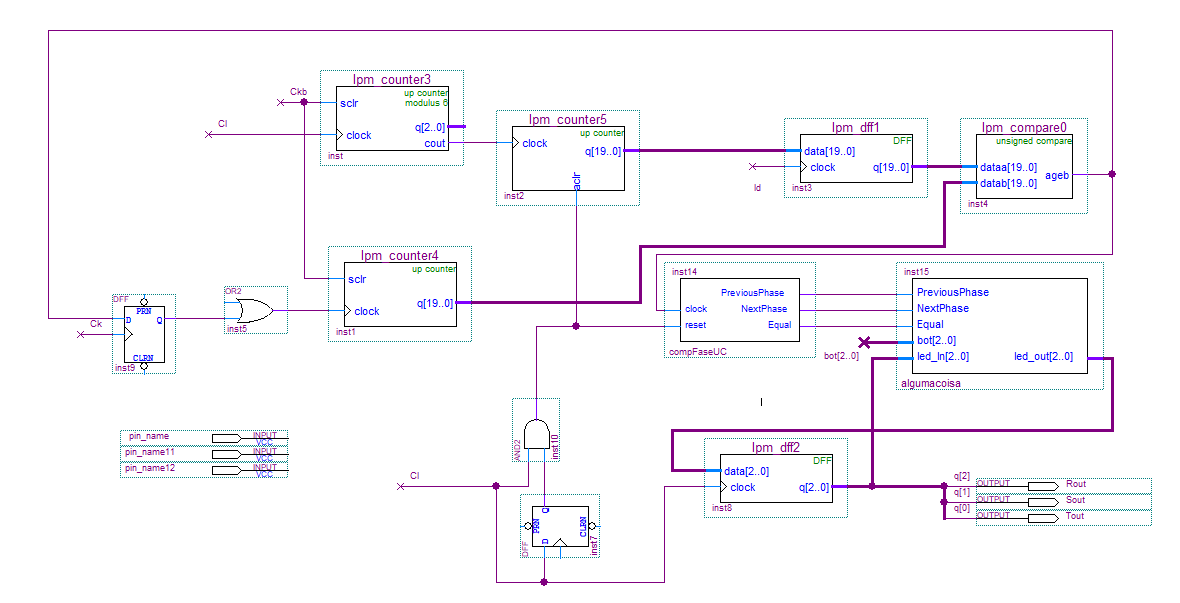 lpm_counter3
up counter
modulus 6
Ckb
sclr
Cl
clock
q[2..0]
cout
inst
lpm_counter5
up counter
clock
q[19..0]
aclr
inst2
lpm_dff1
DFF
data[19..0]
clock
q[19..0]
ld
inst3
lpm_compare0
unsigned compare
dataa[19..0]
datab[19..0]
ageb
inst4
lpm_counter4
up counter
sclr
clock
q[19..0]
inst1
OR2
inst5
DFF
PRN
D
Q
CLRN
inst9
Ck
inst14
PreviousPhase
NextPhase
Equal
clock
reset
compFaseUC
inst15
PreviousPhase
NextPhase
Equal
bot[2..0]
led_in[2..0]
led_out[2..0]
algumacoisa
bot[2..0]
AND2
inst10
pin_name
INPUT
VCC
pin_name11
INPUT
VCC
pin_name12
INPUT
VCC
Cl
DFF
PRN
Q
D
CLRN
inst7
lpm_dff2
DFF
data[2..0]
clock
q[2..0]
inst8
q[2]
OUTPUT
Rout
q[1]
OUTPUT
Sout
q[0]
OUTPUT
Tout